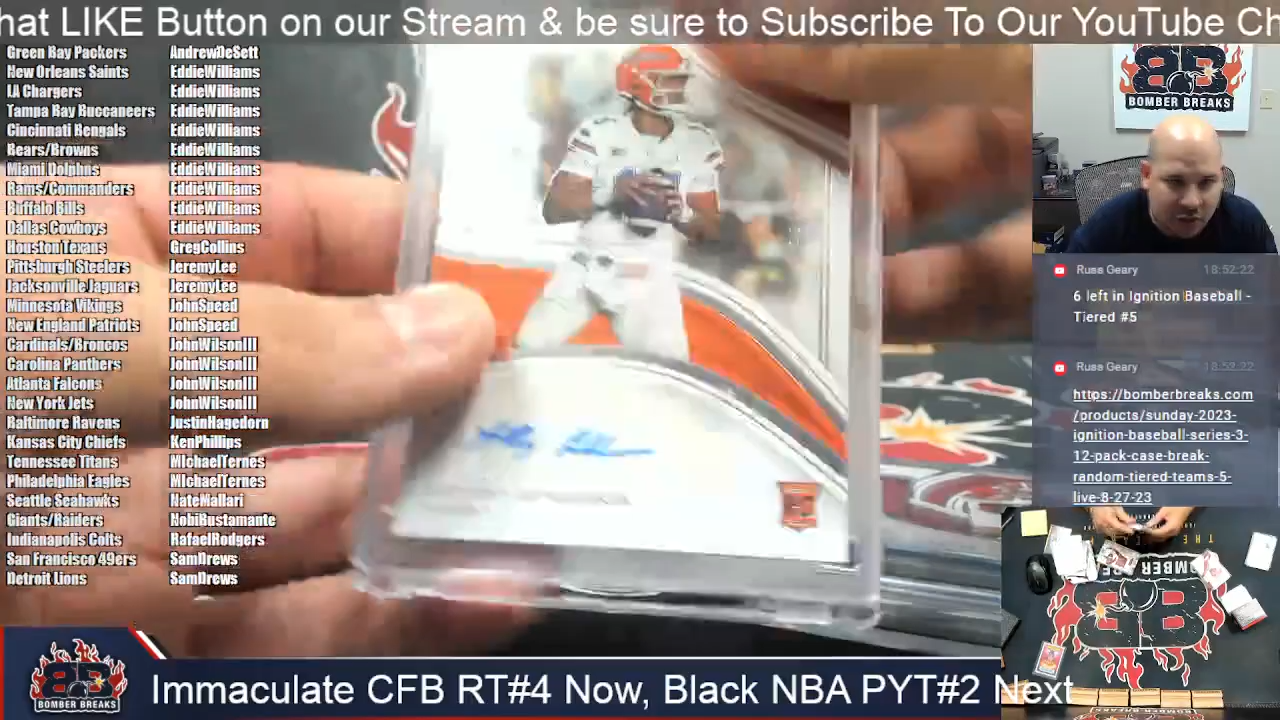 hat LIKE Button on our Stream & be sure to Subscribe To Our YouTube Ch
Green Bay Packers AndrewDeSett
New Orleans Saints EddieWilliams
LA Chargers EddieWilliams
Tampa Bay Buccaneers EddieWilliams
Cincinnati Bengals EddieWilliams
Bears/Browns EddieWilliams
Miami Dolphns EddieWilliams
Rams/Commanders EddieWilliams
Buffalo Bills EddieWilliams
Dallas Cowboys EddieWilliams
Houston Texans GregCollins
Pittsburgh Steelers JeremyLee
Jacksonville Jaguars JeremyLee
Minnesota Vikings JohnSpeed
New England Patriots JohnSpeed
Cardinals/Broncos JohnWilsonIII
Carolina Panthers JohnWilsonIII
Atlanta Falcons JohnWilsonIII
New York Jets JohnWilsonIII
Baltimore Ravens JustinHagedorn
Kansas City Chiefs KenPhillips
Tennessee Titans MIchaelTernes
Philadelphia Eagles MIchaelTernes
Seattle Seahawks NateMallari
Giants/Raiders NobiBustamante
Indianapolis Colts RafaelRodgers
San Francisco 49ers SamDrews
Detroit Lions SamDrews
BB
BOMBER BREAKS
Russ Geary 18:52:22
6 left in Ignition Baseball -
Tiered #5
Russ Geary 18:52:22
https://bomberbreaks.com
/products/sunday-2023-
ignition-baseball-series-3-
12-pack-case-break-
random-tiered-teams-5-
live-8-27-23
BB
BOMBER BREAKS
Immaculate CFB RT#4 Now, Black NBA PYT#2 Next